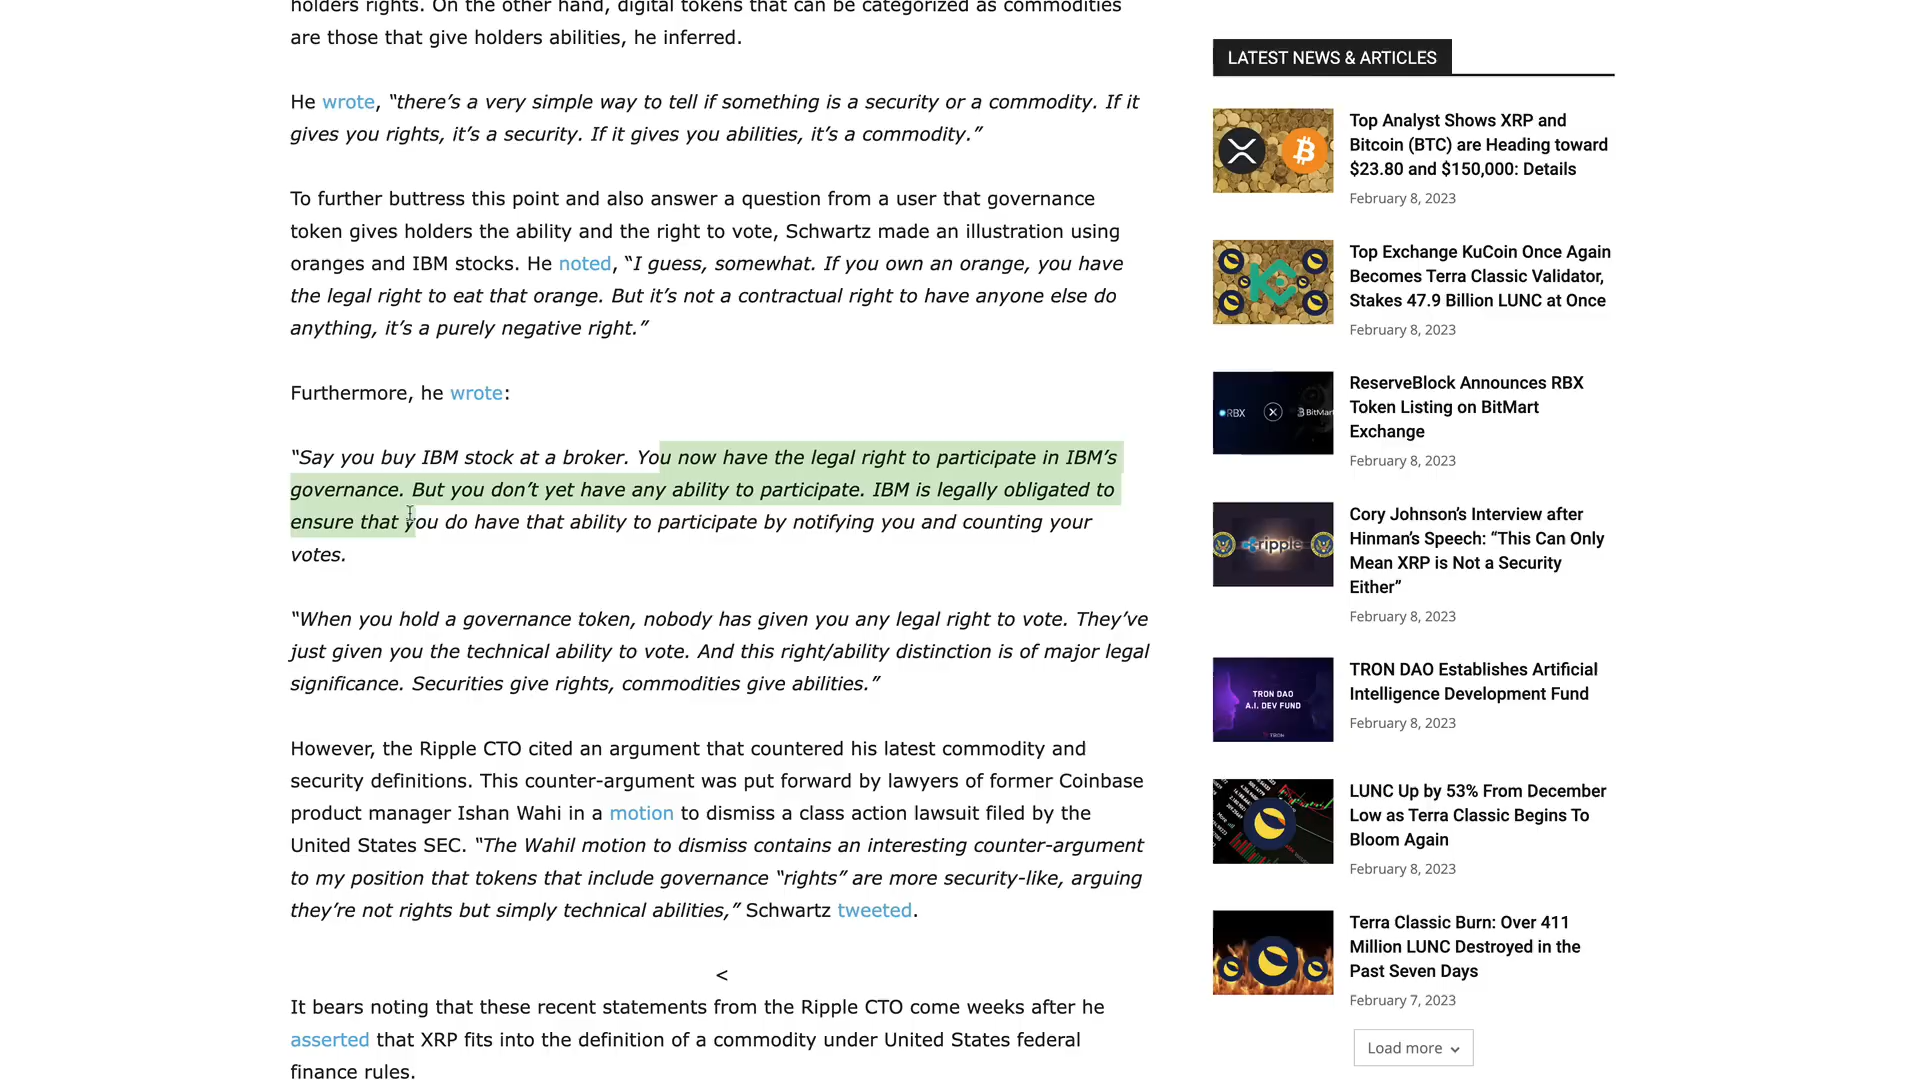 holders rights. On the other hand, digital tokens that can be categorized as commodities
are those that give holders abilities, he inferred.
He wrote, “there’s a very simple way to tell if something is a security or a commodity. If it
gives you rights, it’s a security. If it gives you abilities, it’s a commodity.”
To further buttress this point and also answer a question from a user that governance
token gives holders the ability and the right to vote, Schwartz made an illustration using
oranges and IBM stocks. He noted, “I guess, somewhat. If you own an orange, you have
the legal right to eat that orange. But it’s not a contractual right to have anyone else do
anything, it’s a purely negative right.”
Furthermore, he wrote:
“Say you buy IBM stock at a broker. You now have the legal right to participate in IBM’s
governance. But you don’t yet have any ability to participate. IBM is legally obligated to
ensure that you do have that ability to participate by notifying you and counting your
votes.
“When you hold a governance token, nobody has given you any legal right to vote. They’ve
just given you the technical ability to vote. And this right/ability distinction is of major legal
significance. Securities give rights, commodities give abilities.”
However, the Ripple CTO cited an argument that countered his latest commodity and
security definitions. This counter-argument was put forward by lawyers of former Coinbase
product manager Ishan Wahi in a motion to dismiss a class action lawsuit filed by the
United States SEC. “The Wahil motion to dismiss contains an interesting counter-argument
to my position that tokens that include governance “rights” are more security-like, arguing
they’re not rights but simply technical abilities,” Schwartz tweeted.
<
It bears noting that these recent statements from the Ripple CTO come weeks after he
asserted that XRP fits into the definition of a commodity under United States federal
finance rules.
LATEST NEWS & ARTICLES
Top Analyst Shows XRP and
Bitcoin (BTC) are Heading toward
$23.80 and $150,000: Details
February 8, 2023
Top Exchange KuCoin Once Again
Becomes Terra Classic Validator,
Stakes 47.9 Billion LUNC at Once
February 8, 2023
RBX
BitMart
ReserveBlock Announces RBX
Token Listing on BitMart
Exchange
February 8, 2023
ripple
Cory Johnson’s Interview after
Hinman’s Speech: “This Can Only
Mean XRP is Not a Security
Either”
February 8, 2023
TRON DAO
A.I. DEV FUND
TRON
TRON DAO Establishes Artificial
Intelligence Development Fund
February 8, 2023
LUNC Up by 53% From December
Low as Terra Classic Begins To
Bloom Again
February 8, 2023
Terra Classic Burn: Over 411
Million LUNC Destroyed in the
Past Seven Days
February 7, 2023
Load more